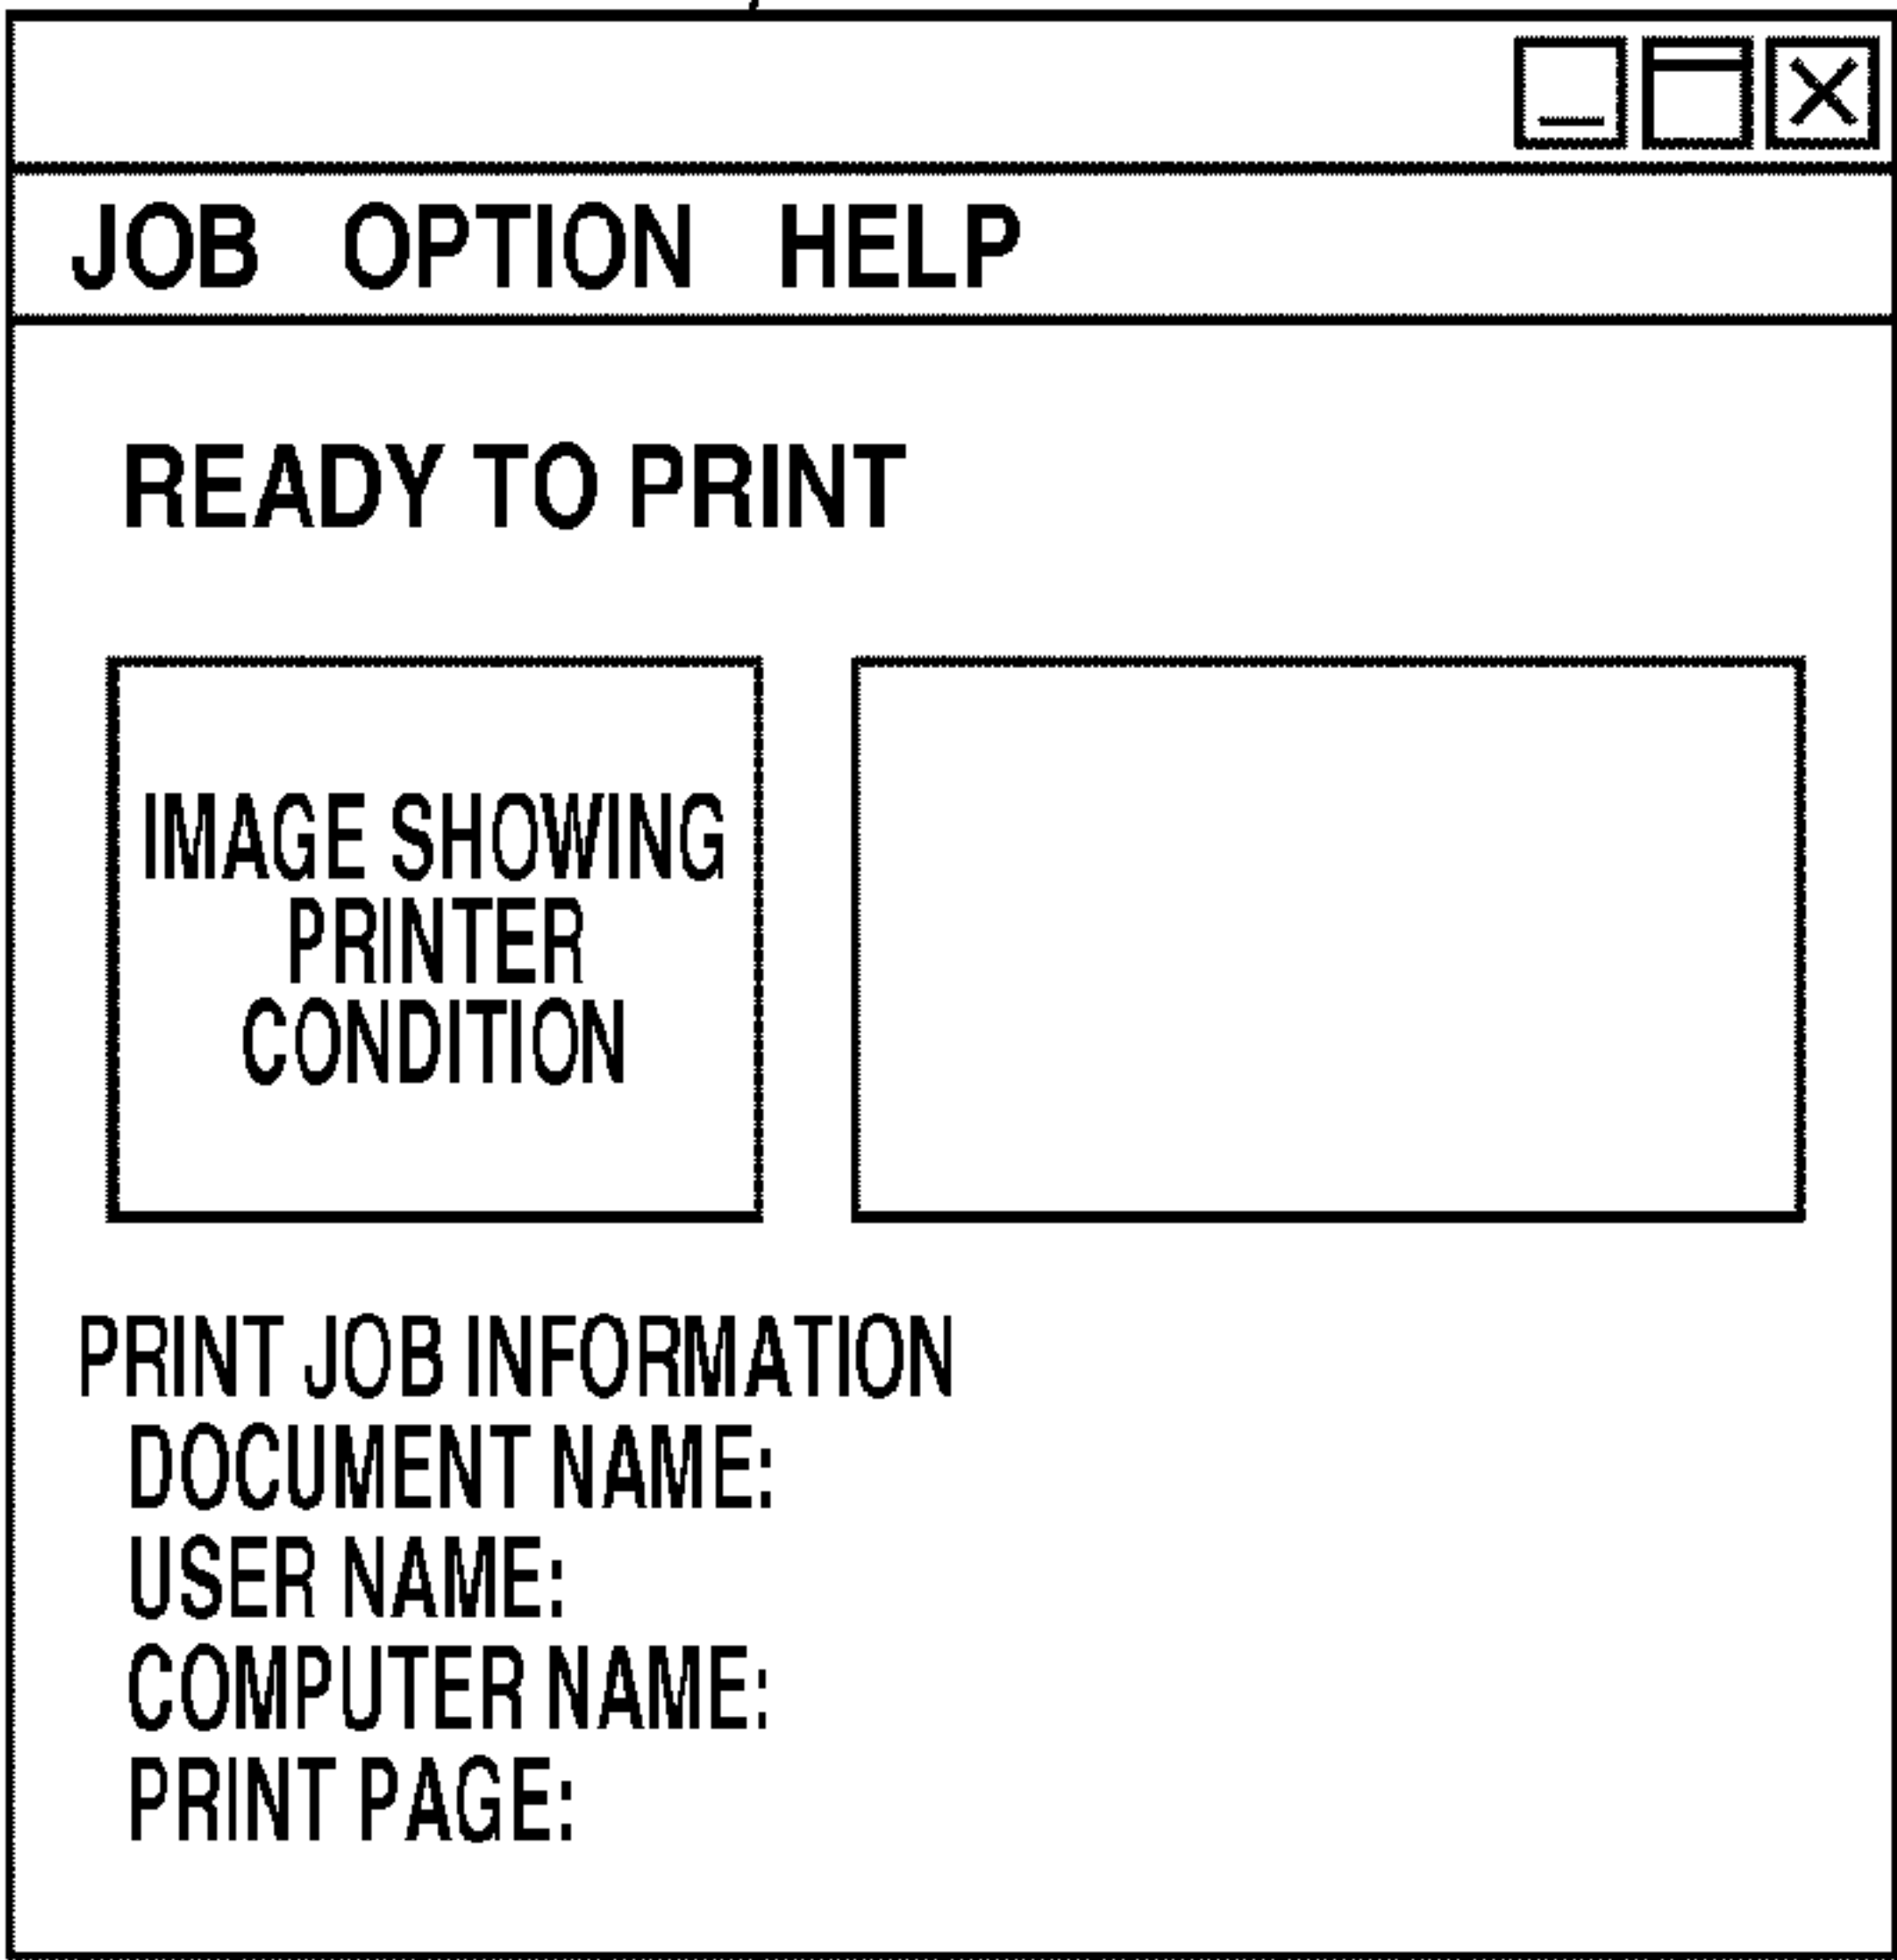 JOB OPTION HELP
READY TO PRINT
IMAGE SHOWING
PRINTER
CONDITION
PRINT JOB INFORMATION
DOCUMENT NAME:
USER NAME:
COMPUTER NAME:
PRINT PAGE: